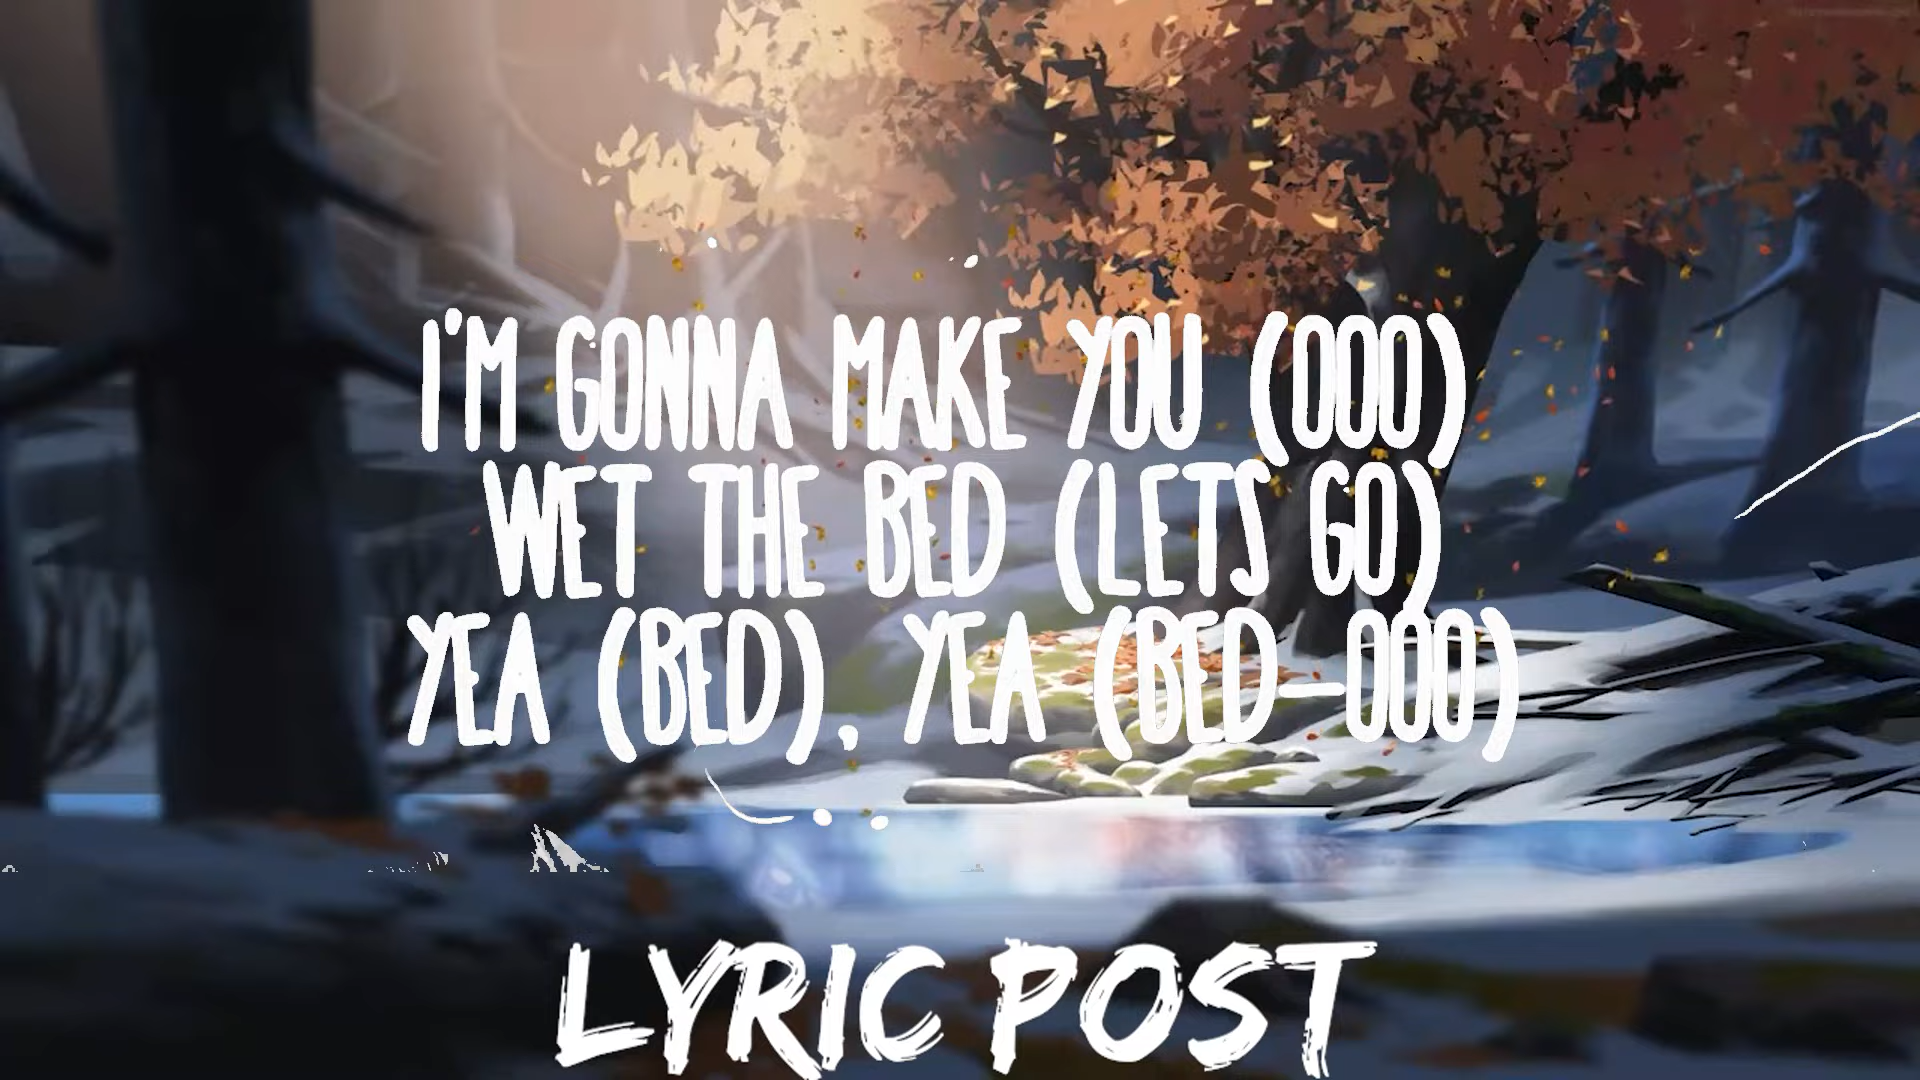 I'M GONNA MAKE YOU (OOO)
WET THE BED (LETS GO)
YEA (BED), YEA (BED-OOO)
LYRIC POST